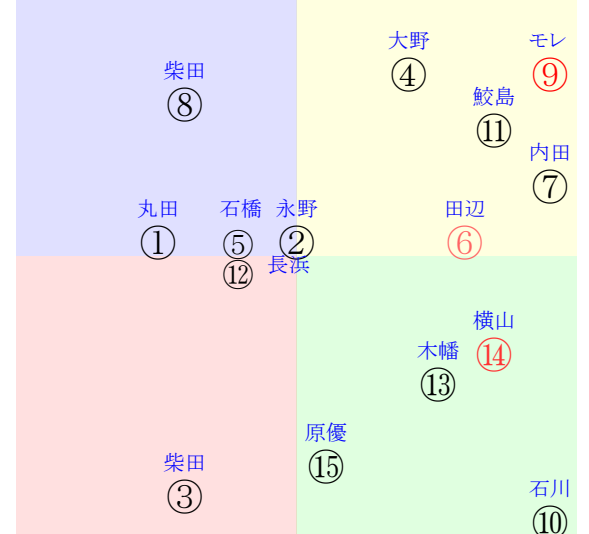 大野
④
モレ
⑨
柴田
⑧
鮫島
⑪
内田
⑦
丸田
①
石橋
⑤
永野
②
田辺
⑥
⑫
長浜
横山
⑭
木幡
⑬
原優
⑮
柴田
③
石川
⑩